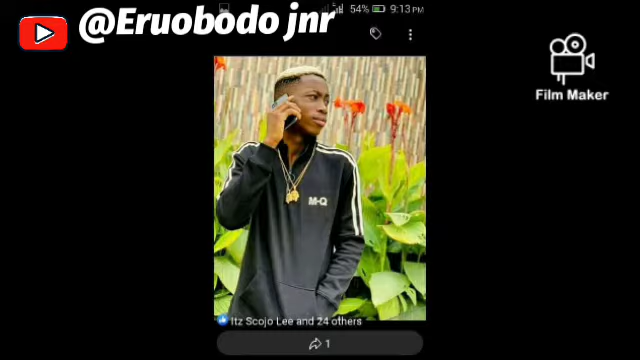 @Eruobodo jnr
54% 9:13 PM
Film Maker
M-Q
Itz Scojo Lee and 24 others
1